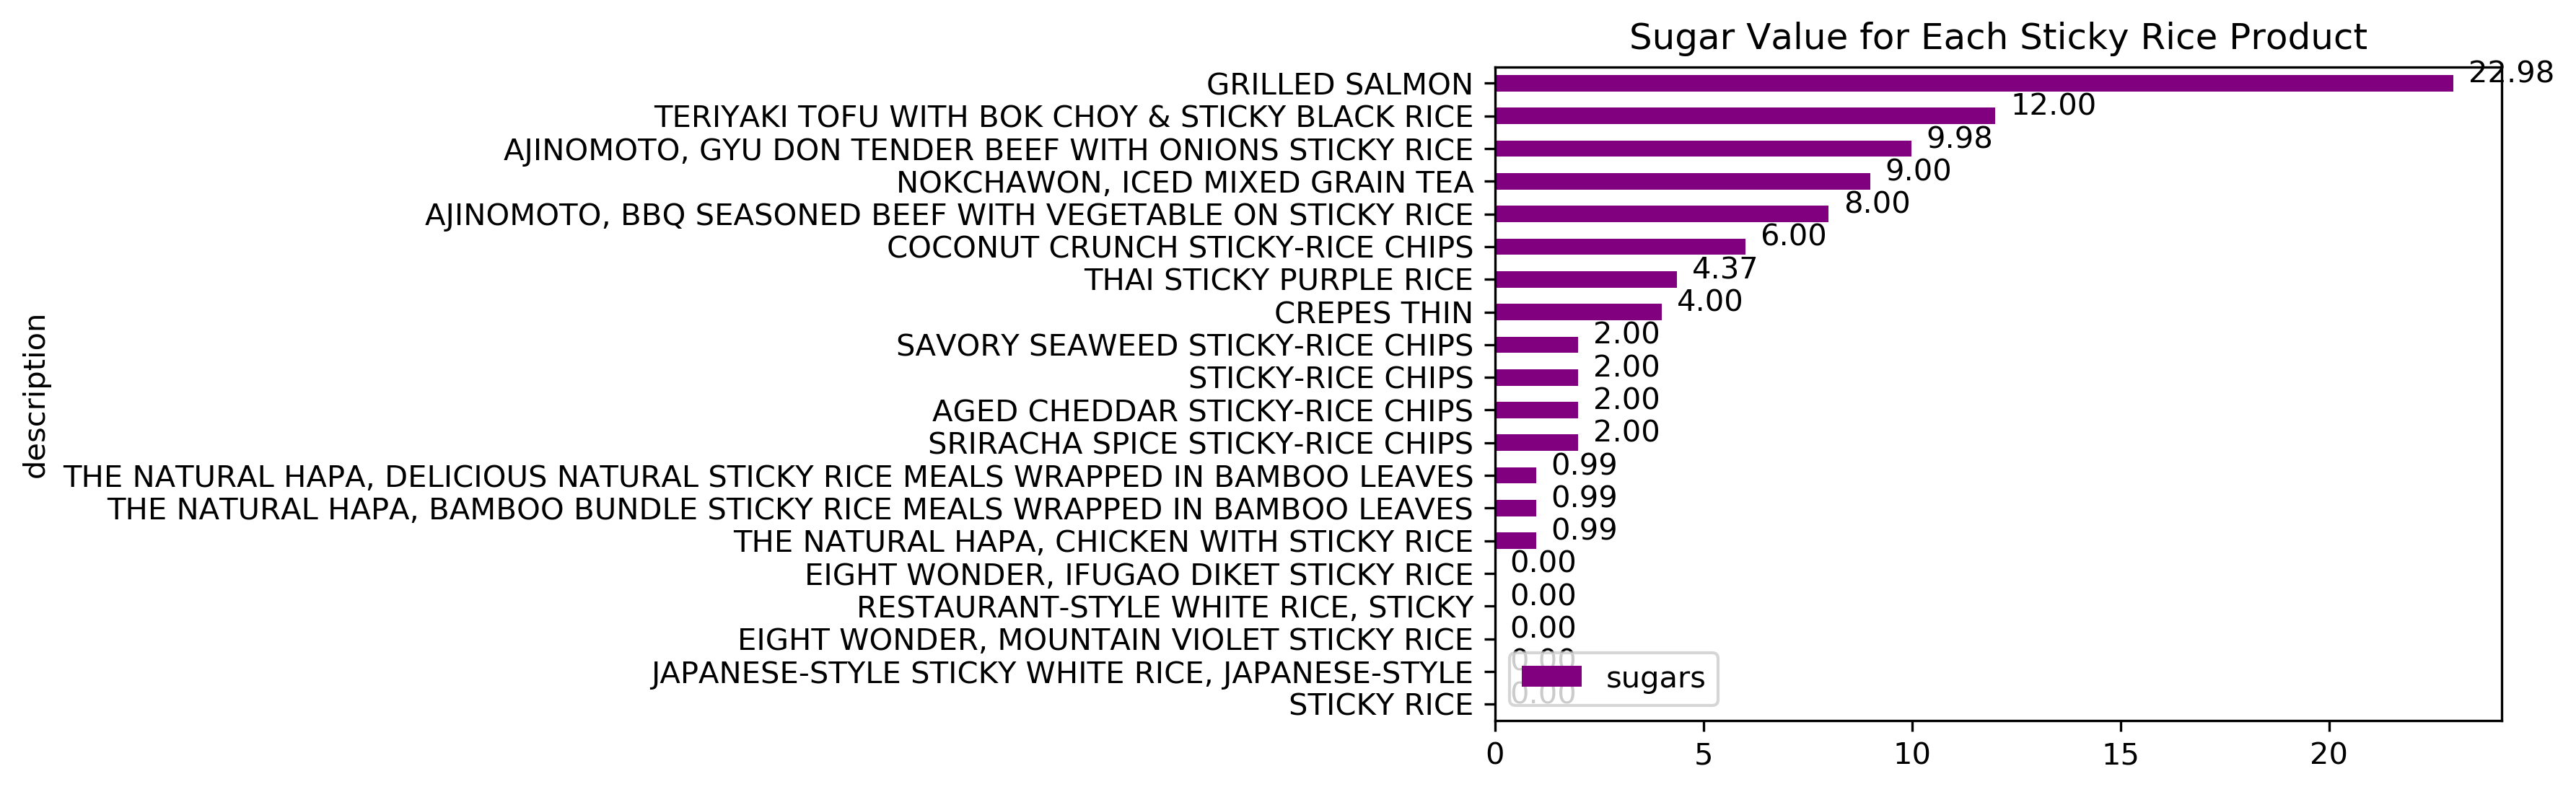 Sugar Value for Each Sticky Rice Product
GRILLED SALMON 22.98
TERIYAKI TOFU WITH BOK CHOY & STICKY BLACK RICE 12.00
AJINOMOTO, GYU DON TENDER BEEF WITH ONIONS STICKY RICE 9.98
NOKCHAWON, ICED MIXED GRAIN TEA 9.00
AJINOMOTO, BBQ SEASONED BEEF WITH VEGETABLE ON STICKY RICE 8.00
COCONUT CRUNCH STICKY-RICE CHIPS 6.00
THAI STICKY PURPLE RICE 4.37
CREPES THIN 4.00
SAVORY SEAWEED STICKY-RICE CHIPS 2.00
STICKY-RICE CHIPS 2.00
AGED CHEDDAR STICKY-RICE CHIPS 2.00
SRIRACHA SPICE STICKY-RICE CHIPS 2.00
THE NATURAL HAPA, DELICIOUS NATURAL STICKY RICE MEALS WRAPPED IN BAMBOO LEAVES 0.99
THE NATURAL HAPA, BAMBOO BUNDLE STICKY RICE MEALS WRAPPED IN BAMBOO LEAVES 0.99
THE NATURAL HAPA, CHICKEN WITH STICKY RICE 0.99
EIGHT WONDER, IFUGAO DIKET STICKY RICE 0.00
RESTAURANT-STYLE WHITE RICE, STICKY 0.00
EIGHT WONDER, MOUNTAIN VIOLET STICKY RICE 0.00
JAPANESE-STYLE STICKY WHITE RICE, JAPANESE-STYLE 0.00
STICKY RICE 0.00
sugars
description
0 5 10 15 20